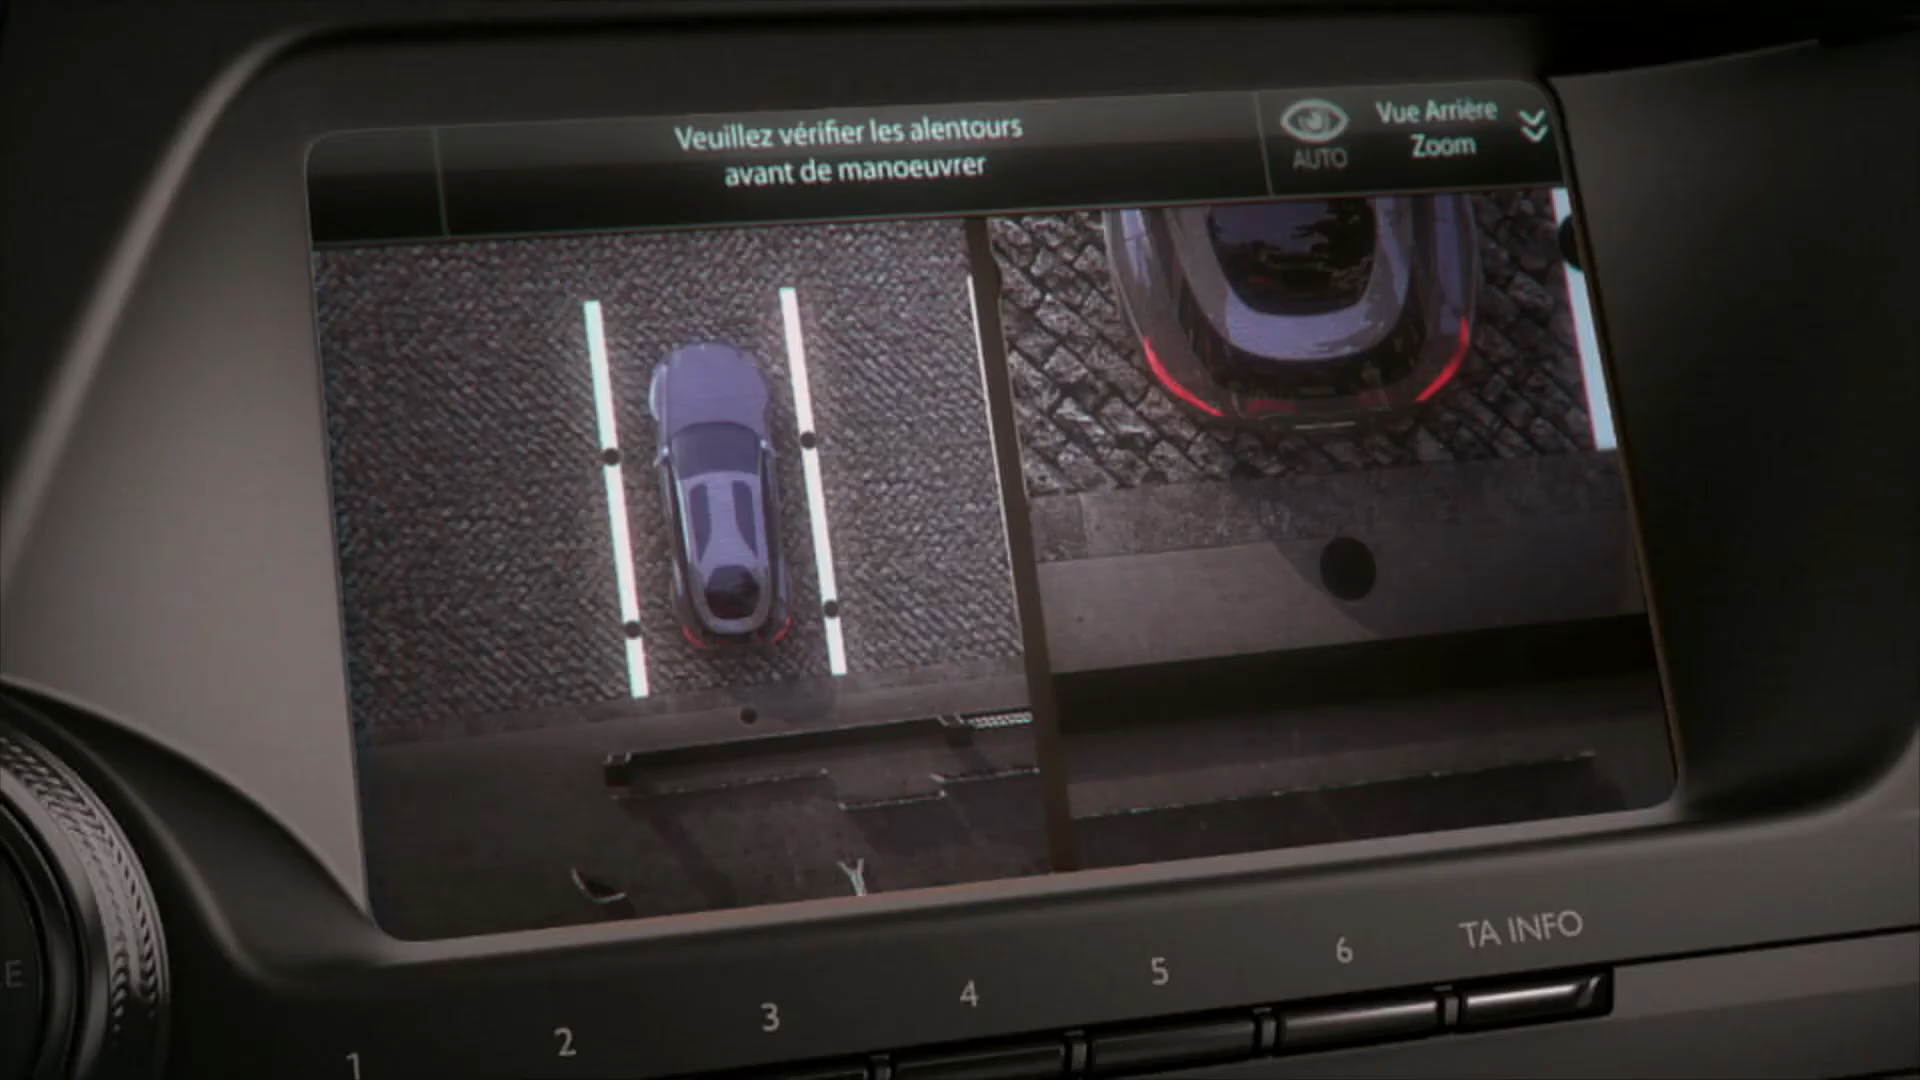 Veuillez vérifier les alentours
avant de manoeuvrer
AUTO
Vue Arrière
Zoom
1
2
3
4
5
6
TA INFO